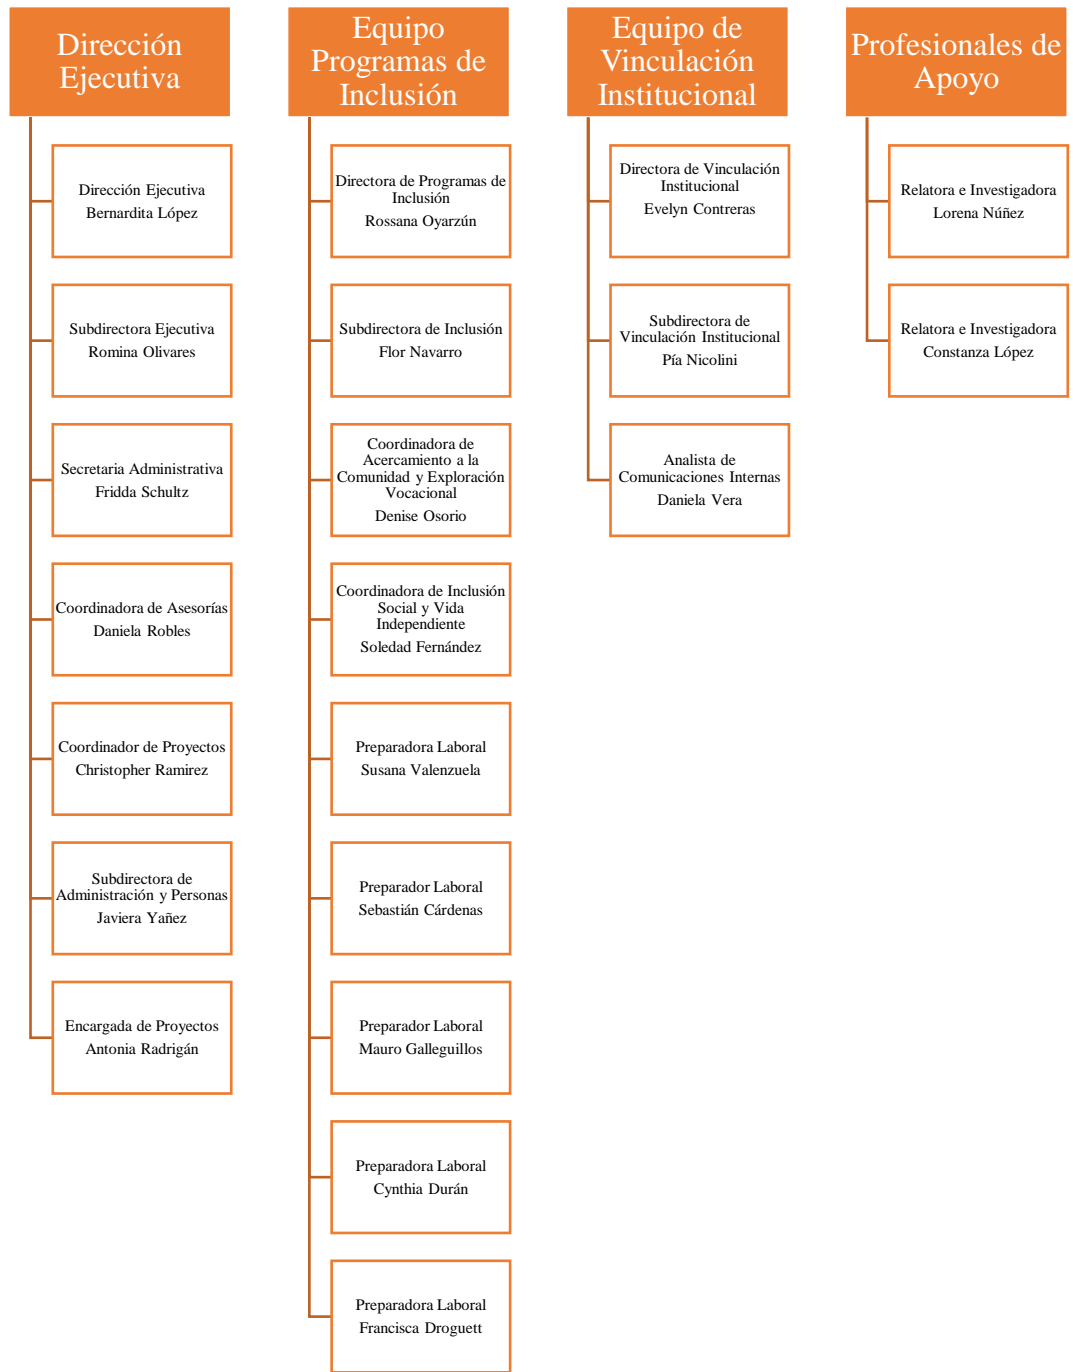 Dirección
Ejecutiva
Dirección Ejecutiva
Bernardita López
Subdirectora Ejecutiva
Romina Olivares
Secretaria Administrativa
Fridda Schultz
Coordinadora de Asesorías
Daniela Robles
Coordinador de Proyectos
Christopher Ramirez
Subdirectora de
Administración y Personas
Javiera Yañez
Encargada de Proyectos
Antonia Radrigán
Equipo
Programas de
Inclusión
Directora de Programas de
Inclusión
Rossana Oyarzún
Subdirectora de Inclusión
Flor Navarro
Coordinadora de
Acercamiento a la
Comunidad y Exploración
Vocacional
Denise Osorio
Coordinadora de Inclusión
Social y Vida
Independiente
Soledad Fernández
Preparadora Laboral
Susana Valenzuela
Preparador Laboral
Sebastián Cárdenas
Preparador Laboral
Mauro Galleguillos
Preparadora Laboral
Cynthia Durán
Preparadora Laboral
Francisca Droguett
Equipo de
Vinculación
Institucional
Directora de Vinculación
Institucional
Evelyn Contreras
Subdirectora de
Vinculación Institucional
Pía Nicolini
Analista de
Comunicaciones Internas
Daniela Vera
Profesionales de
Apoyo
Relatora e Investigadora
Lorena Núñez
Relatora e Investigadora
Constanza López